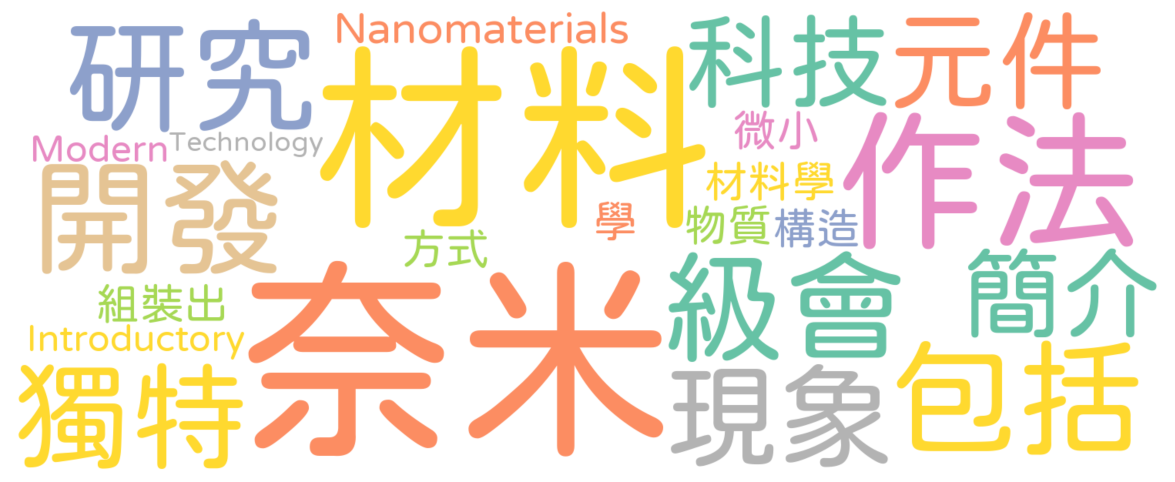 Nanomaterials
研究
材料
科技
元件
Modern
Technology
微小
作法
開發
材料學
學
物質
構造
方式
奈米
級會
簡介
組裝出
Introductory
獨特
現象
包括